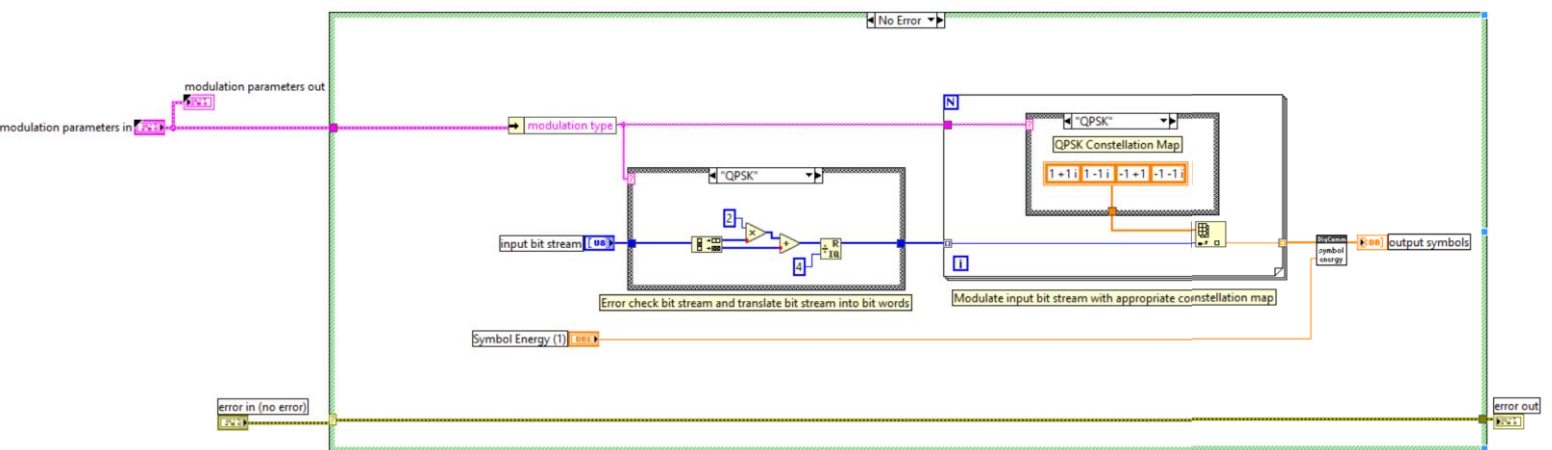 No Error
modulation parameters out
modulation parameters in
modulation type
N
"QPSK"
QPSK Constellation Map
1 +1 i 1 -1 i -1 +1 -1 -1 i
"QPSK"
2
input bit stream
U8
R
IQ
4
i
DigComm
symbol
energy
output symbols
Error check bit stream and translate bit stream into bit words
Modulate input bit stream with appropriate constellation map
Symbol Energy (1)
DBL
error in (no error)
error out